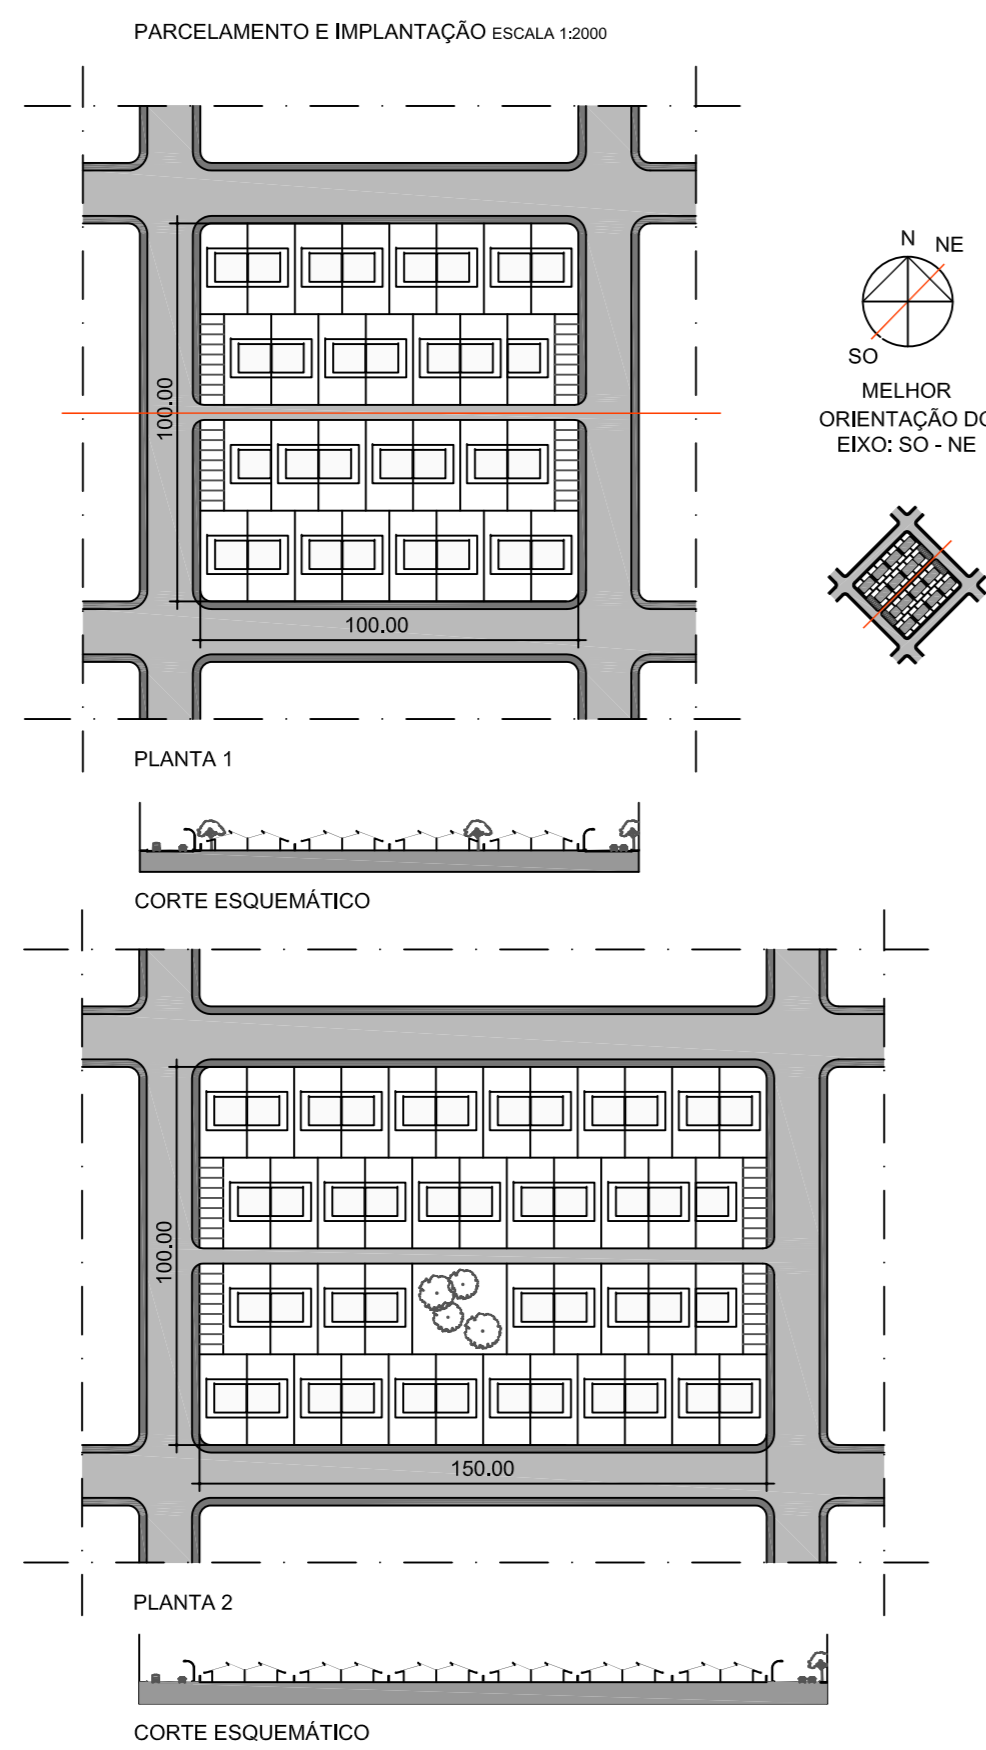 PARCELAMENTO E IMPLANTAÇÃO ESCALA 1:2000
N NE
SO
MELHOR
ORIENTAÇÃO DO
EIXO: SO - NE
100.00
100.00
PLANTA 1
CORTE ESQUEMÁTICO
100.00
150.00
PLANTA 2
CORTE ESQUEMÁTICO